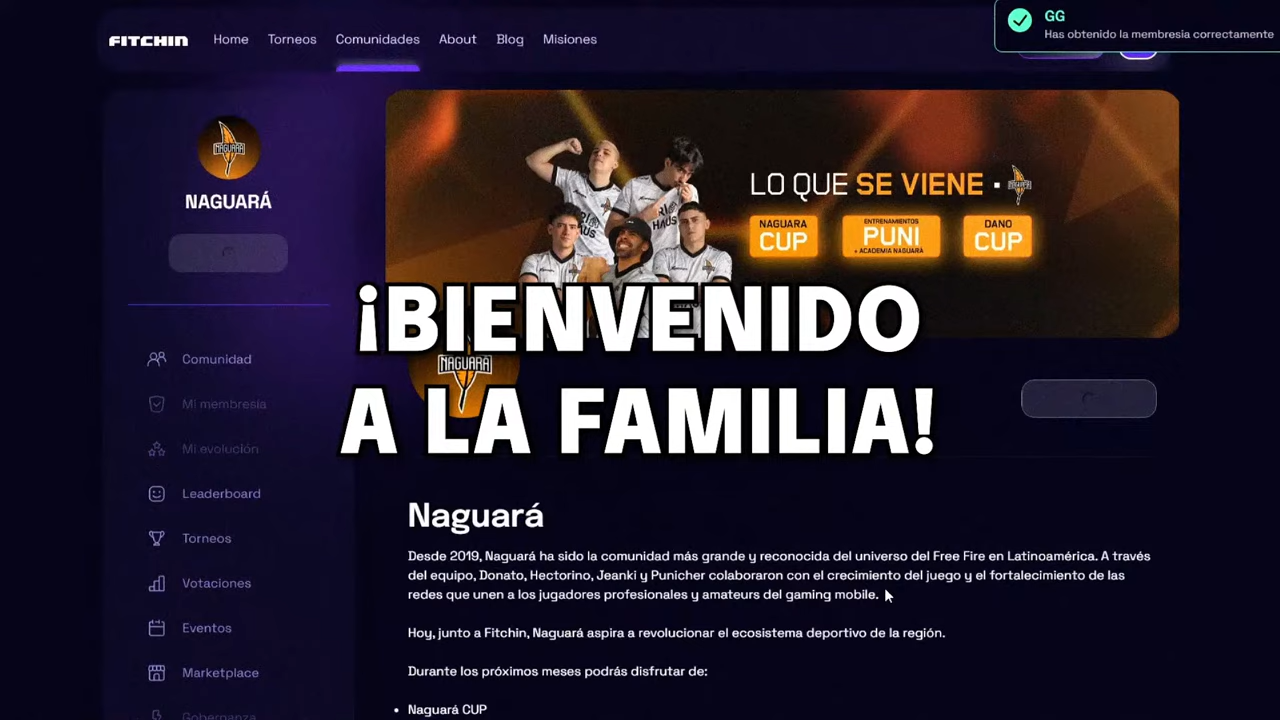 FITCHIN
Home
Torneos
Comunidades
About
Blog
Misiones
GG
Has obtenido la membresia correctamente
NAGUARÁ
NAGUARÁ
Comunidad
Mi membresía
Mi evolución
Leaderboard
Torneos
Votaciones
Eventos
Marketplace
Gobernanza
LO QUE SE VIENE
NAGUARA
CUP
ENTRENAMIENTOS
PUNI
+ ACADEMIA NAGUARÁ
DANO
CUP
¡BIENVENIDO
A LA FAMILIA!
NAGUARÁ
Naguará
Desde 2019, Naguará ha sido la comunidad más grande y reconocida del universo del Free Fire en Latinoamérica. A través
del equipo, Donato, Hectorino, Jeanki y Punicher colaboraron con el crecimiento del juego y el fortalecimiento de las
redes que unen a los jugadores profesionales y amateurs del gaming mobile.
Hoy, junto a Fitchin, Naguará aspira a revolucionar el ecosistema deportivo de la región.
Durante los próximos meses podrás disfrutar de:
• Naguará CUP